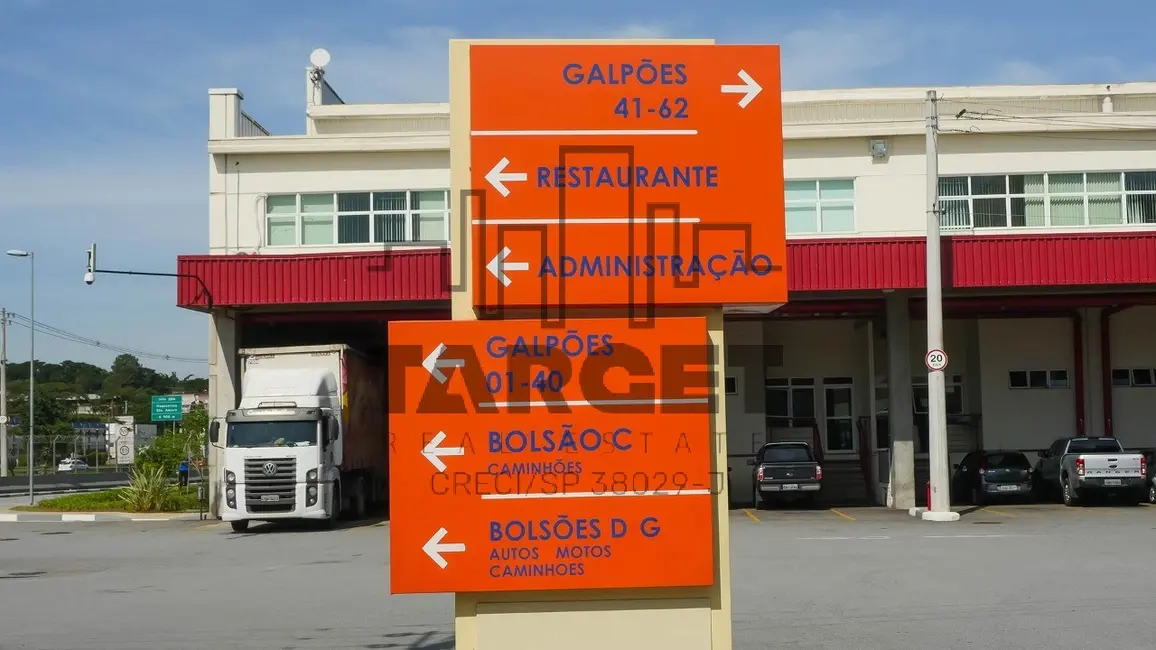 GALPÕES
41-62
RESTAURANTE
ADMINISTRAÇÃO
GALPÕES
01-40
BOLSÃO C
CAMINHÕES
BOLSÕES D G
AUTOS MOTOS
CAMINHOES
TARGET
REAL ESTATE
CRECI/SP 38029-J
20